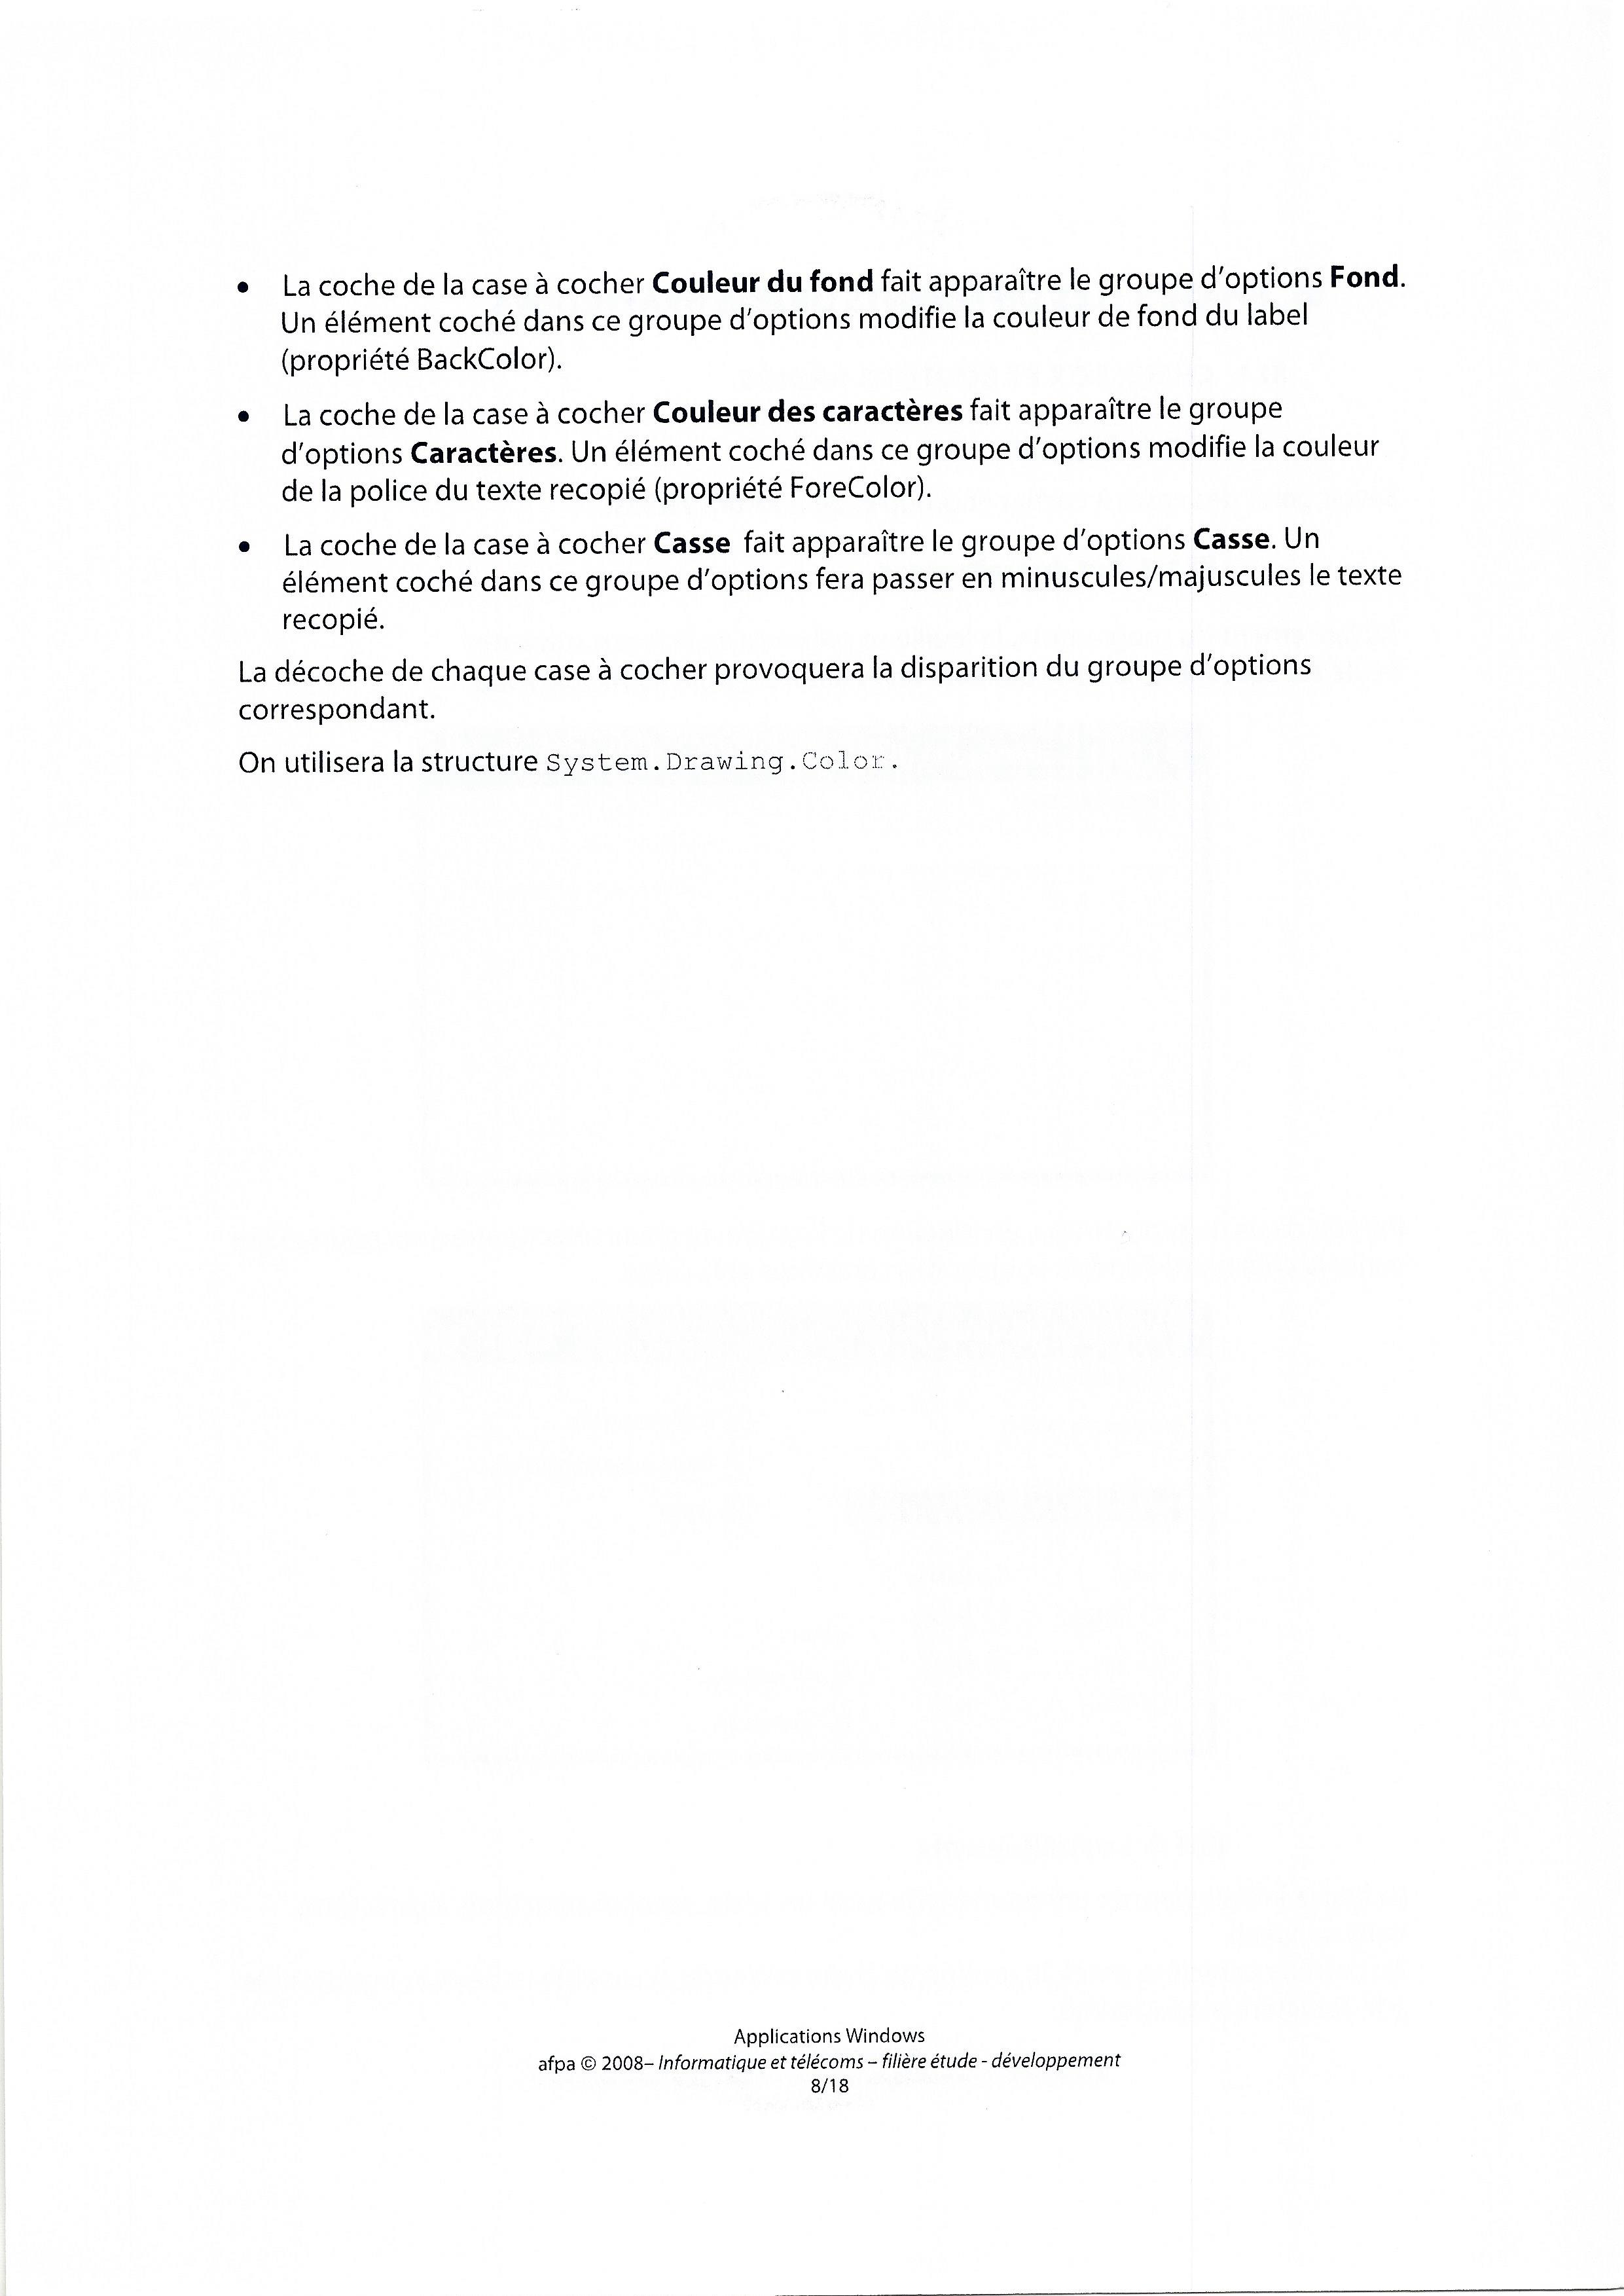 • La coche de la case à cocher Couleur du fond fait apparaître le groupe d'options Fond.
Un élément coché dans ce groupe d'options modifie la couleur de fond du label
(propriété BackColor).
• La coche de la case à cocher Couleur des caractères fait apparaître le groupe
d'options Caractères. Un élément coché dans ce groupe d'options modifie la couleur
de la police du texte recopié (propriété ForeColor).
• La coche de la case à cocher Casse fait apparaître le groupe d'options Casse. Un
élément coché dans ce groupe d'options fera passer en minuscules/majuscules le texte
recopié.
La décoche de chaque case à cocher provoquera la disparition du groupe d'options
correspondant.
On utilisera la structure System.Drawing.Color.
Applications Windows
afpa © 2008– Informatique et télécoms – filière étude - développement
8/18